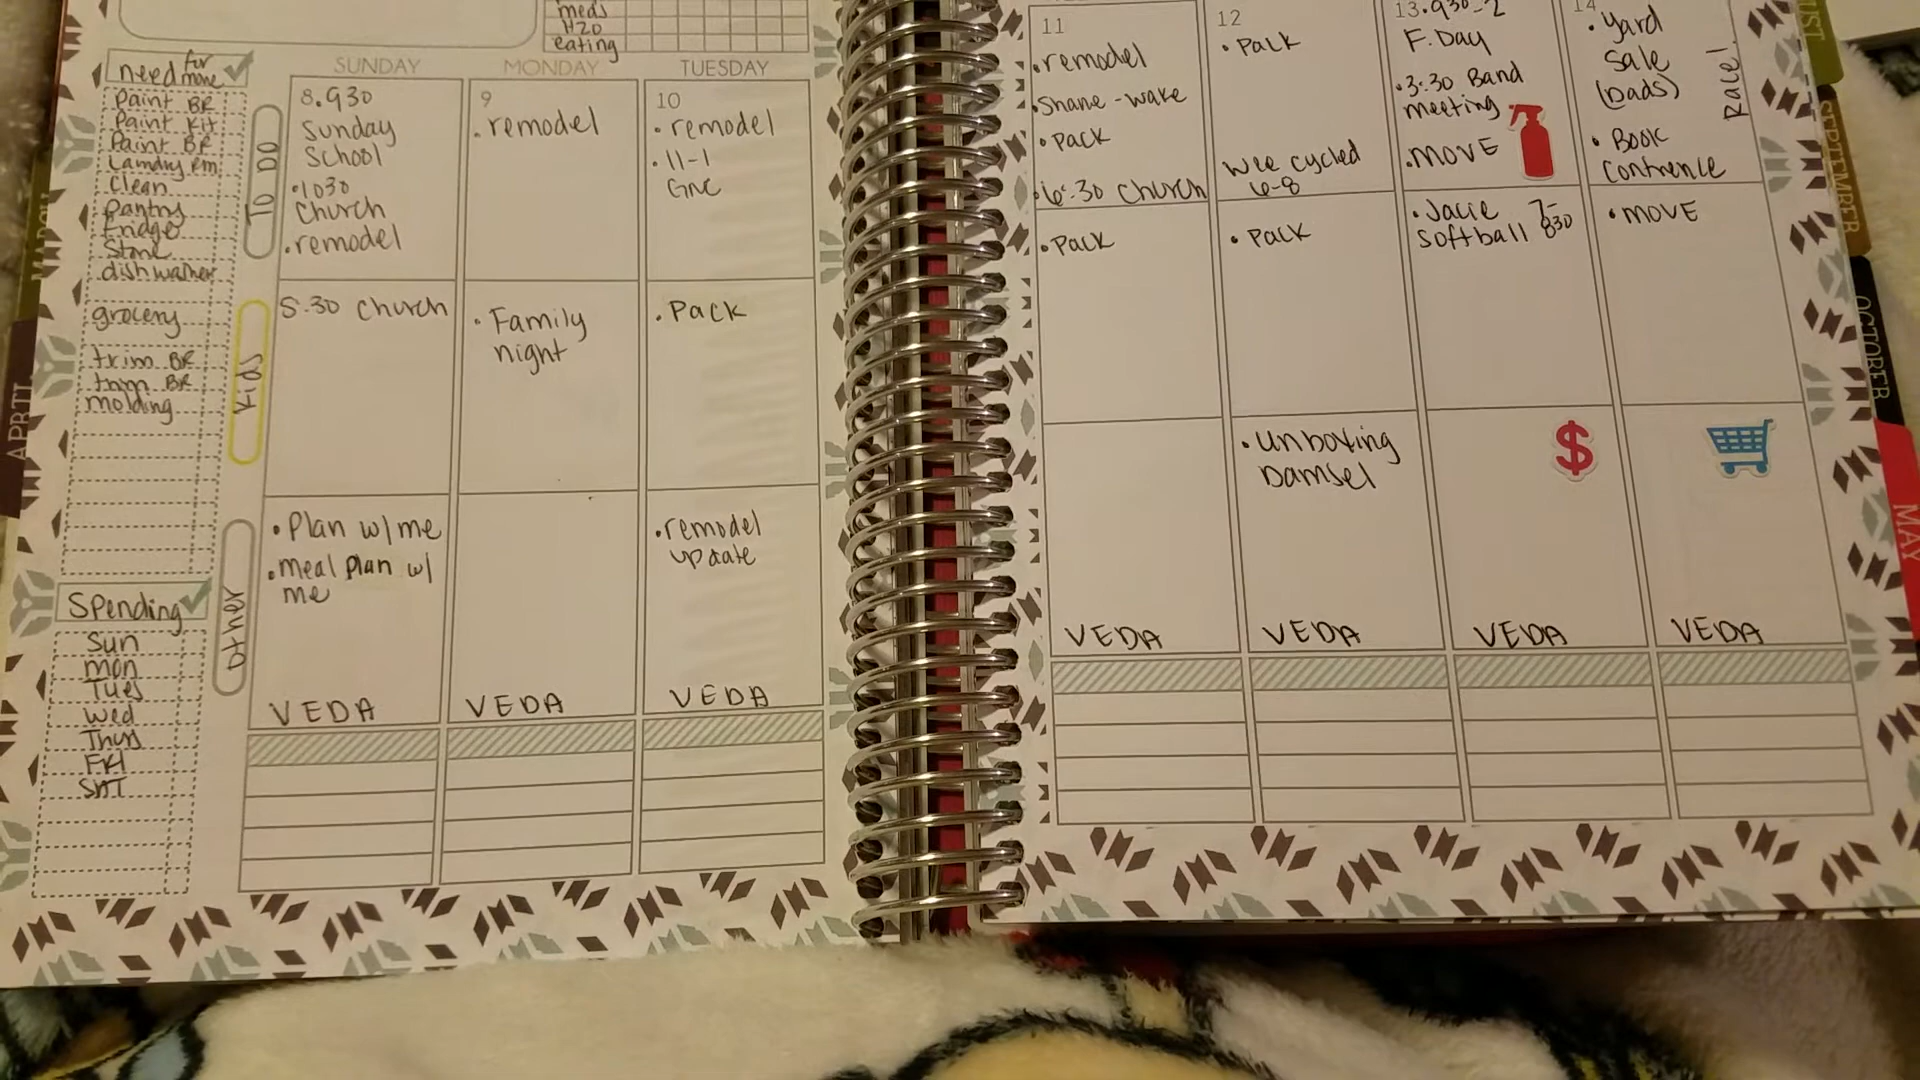 meds
H2O
eating
need for move
Paint BR
Paint Kit
Paint BR
Laundry rm
Clean
Pantry
fridge
Stove
dishwasher
grocery
trim BR
trim BR
molding
Spending
Sun
mon
Tues
Wed
Thurs
FRI
SAT
TO DO
Kids
Other
SUNDAY
8 .930
Sunday
School
.1030
Church
.remodel
5:30 Church
.Plan w/me
.meal plan w/
me
VEDA
MONDAY
9
.remodel
.Family
night
VEDA
TUESDAY
10
.remodel
.11-1
GNC
.Pack
.remodel
update
VEDA
11
.remodel
.Shane - wake
.pack
.6:30 Church
.pack
VEDA
12
.pack
wee cycled
6-8
.pack
.unboxing
Damsel
VEDA
13 .930-2
F. Day
.3:30 Band
meeting
.MOVE
.Jacie 7-
softball 830
$
VEDA
14 .yard
Sale
(Dads)
Race!
.Book
Confrence
.MOVE
VEDA
MARCH
APRIL
SEPTEMBER
OCTOBER
MAY